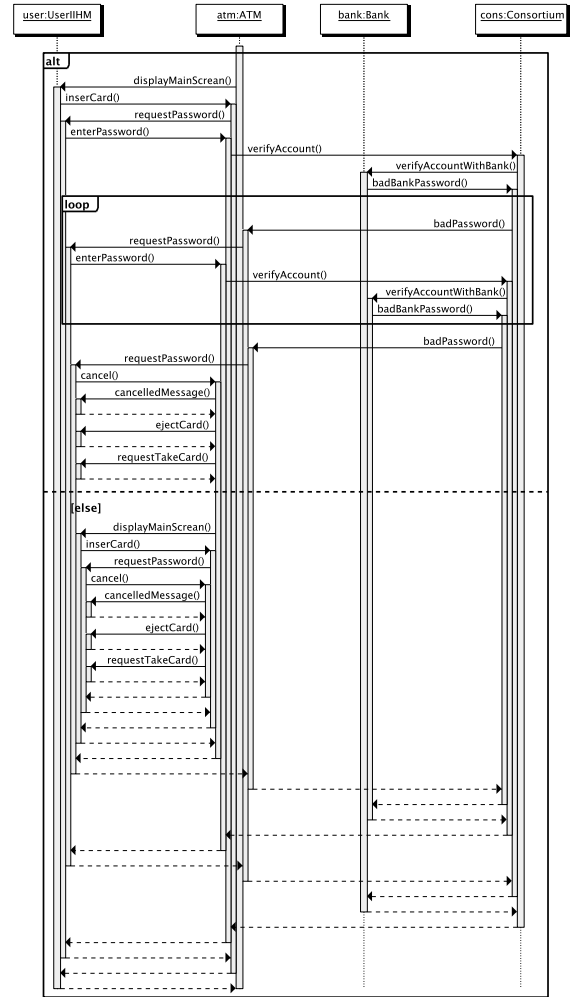 user:UserIIHM atm:ATM bank:Bank cons:Consortium
alt
displayMainScrean()
inserCard()
requestPassword()
enterPassword()
verifyAccount()
verifyAccountWithBank()
badBankPassword()
loop
badPassword()
requestPassword()
enterPassword()
verifyAccount()
verifyAccountWithBank()
badBankPassword()
badPassword()
requestPassword()
cancel()
cancelledMessage()
ejectCard()
requestTakeCard()
[else]
displayMainScrean()
inserCard()
requestPassword()
cancel()
cancelledMessage()
ejectCard()
requestTakeCard()